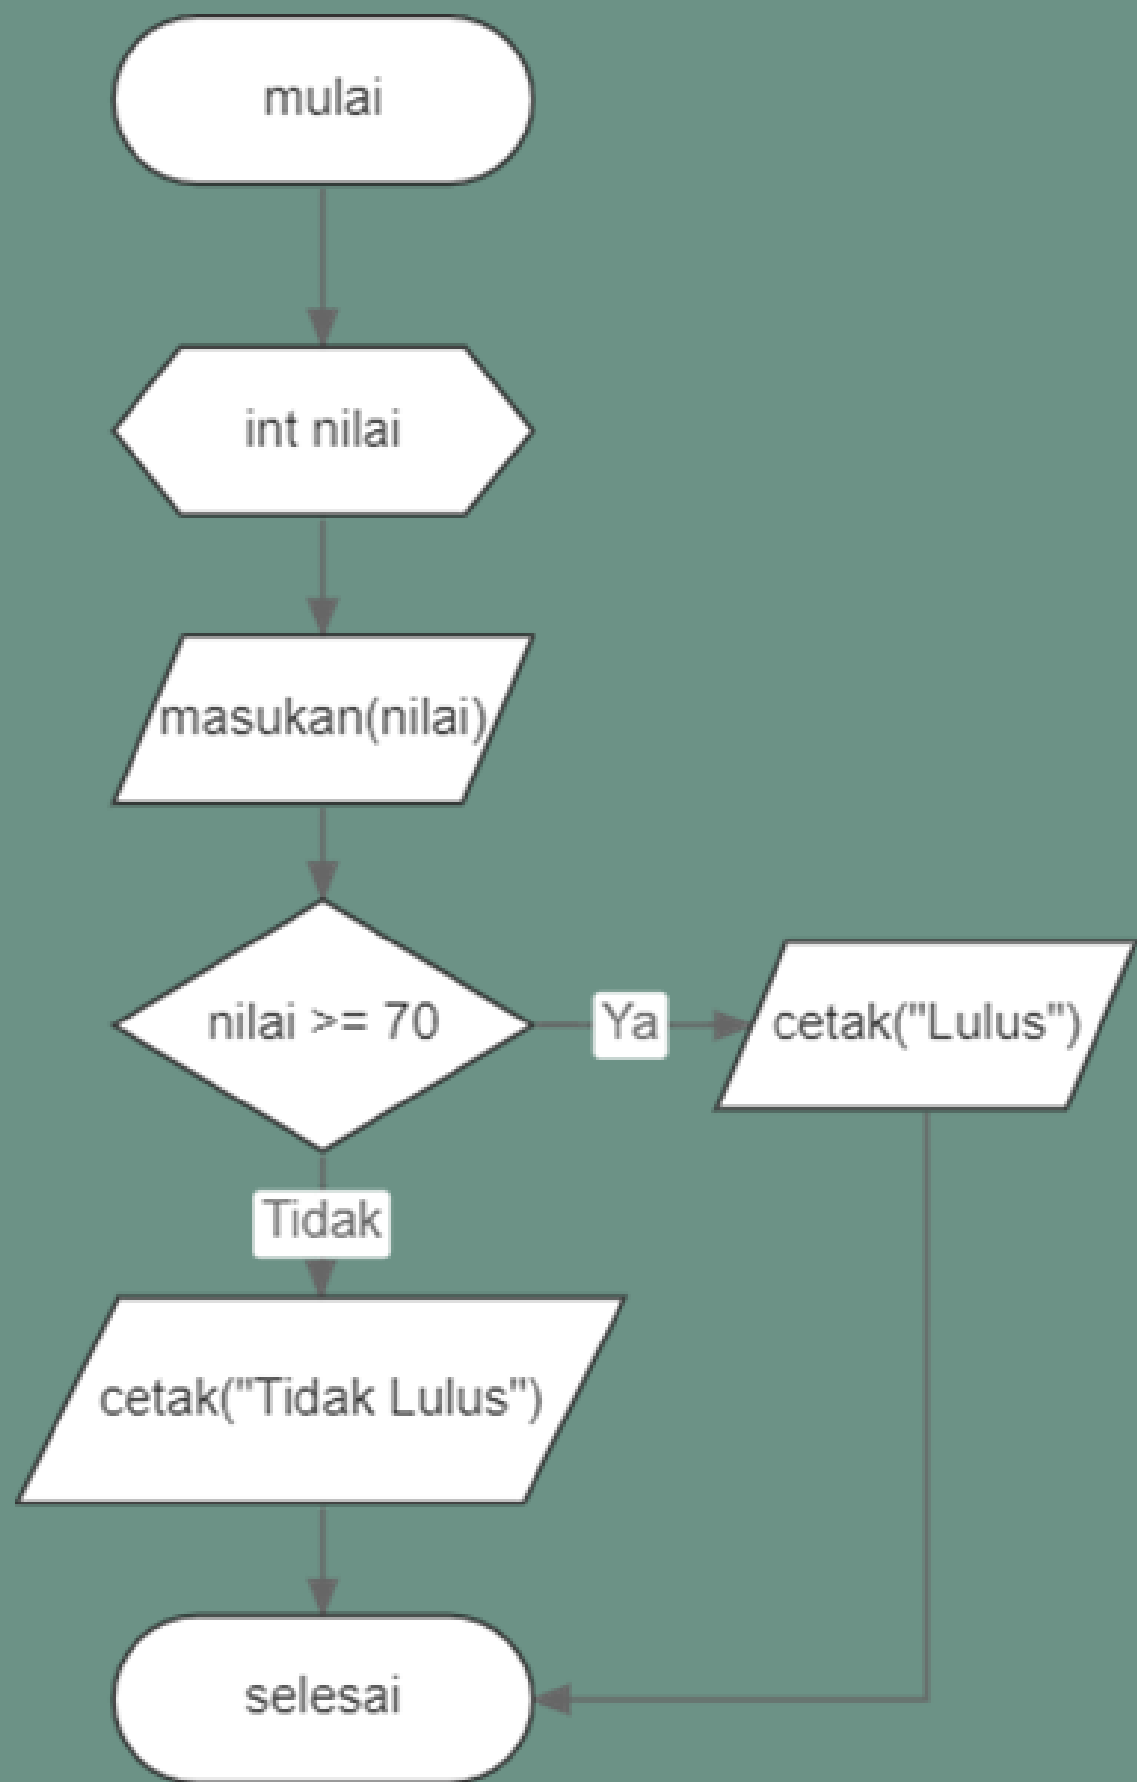 mulai
int nilai
masukan(nilai)
nilai >= 70
Ya
cetak("Lulus")
Tidak
cetak("Tidak Lulus")
selesai